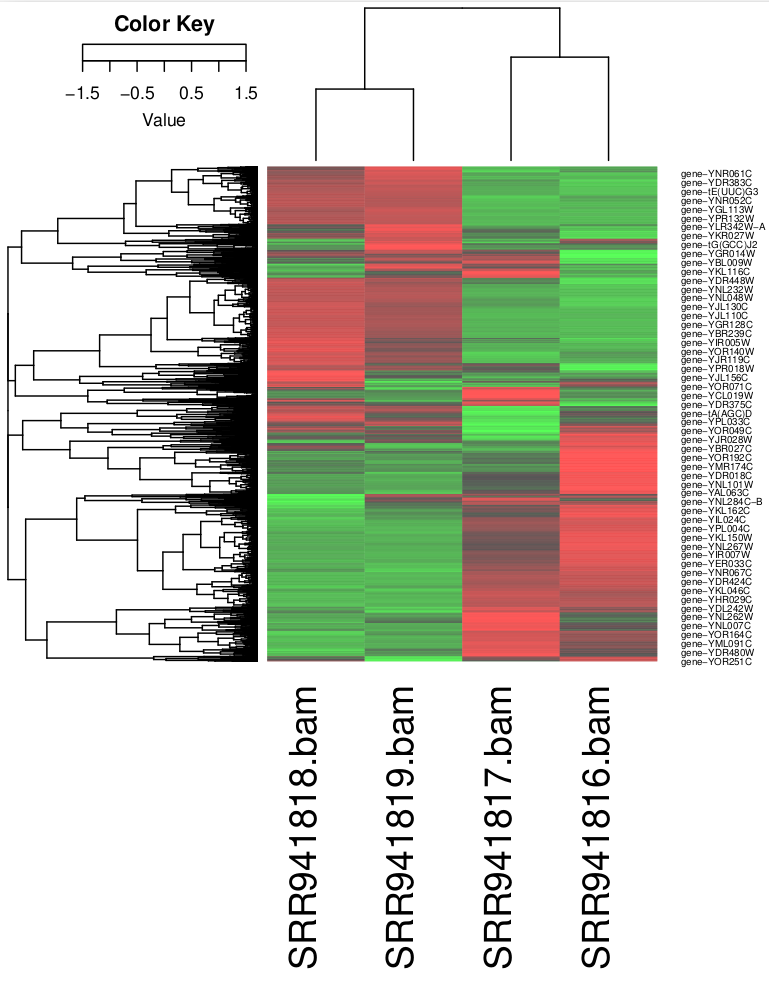 Color Key
−1.5 −0.5 0.5 1.5
Value
gene−YNR061C
gene−YDR383C
gene−tE(UUC)G3
gene−YNR052C
gene−YGL113W
gene−YPR132W
gene−YLR342W−A
gene−YKR027W
gene−tG(GCC)J2
gene−YGR014W
gene−YBL009W
gene−YKL116C
gene−YDR448W
gene−YNL232W
gene−YNL048W
gene−YJL130C
gene−YJL110C
gene−YGR128C
gene−YBR239C
gene−YIR005W
gene−YOR140W
gene−YJR119C
gene−YPR018W
gene−YJL156C
gene−YOR071C
gene−YCL019W
gene−YDR375C
gene−tA(AGC)D
gene−YPL033C
gene−YOR049C
gene−YJR028W
gene−YBR027C
gene−YOR192C
gene−YMR174C
gene−YDR018C
gene−YNL101W
gene−YAL063C
gene−YNL284C−B
gene−YKL162C
gene−YIL024C
gene−YPL004C
gene−YKL150W
gene−YNL267W
gene−YIR007W
gene−YER033C
gene−YNR067C
gene−YDR424C
gene−YKL046C
gene−YHR029C
gene−YDL242W
gene−YNL262W
gene−YNL007C
gene−YOR164C
gene−YML091C
gene−YDR480W
gene−YOR251C
SRR941818.bam
SRR941819.bam
SRR941817.bam
SRR941816.bam